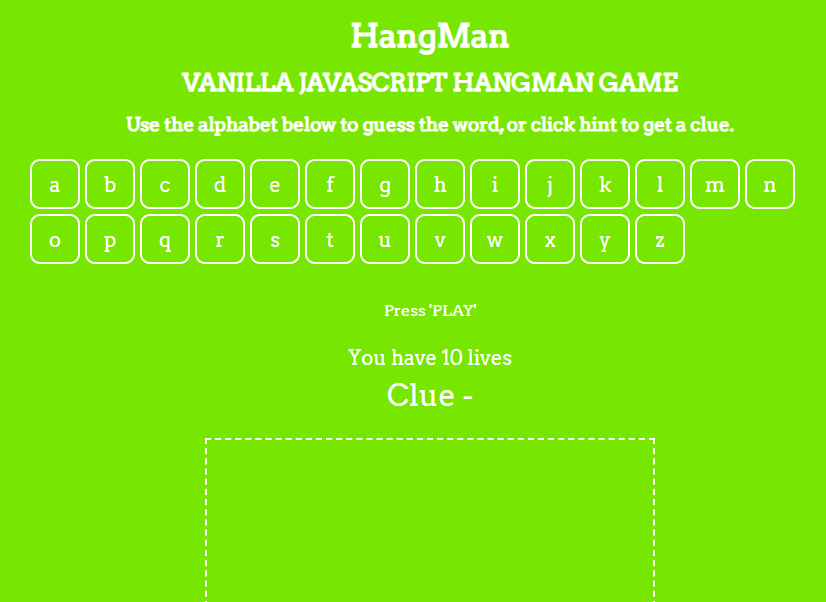 HangMan
VANILLA JAVASCRIPT HANGMAN GAME
Use the alphabet below to guess the word, or click hint to get a clue.
a b c d e f g h i j k l m n
o p q r s t u v w x y z
Press 'PLAY'
You have 10 lives
Clue -